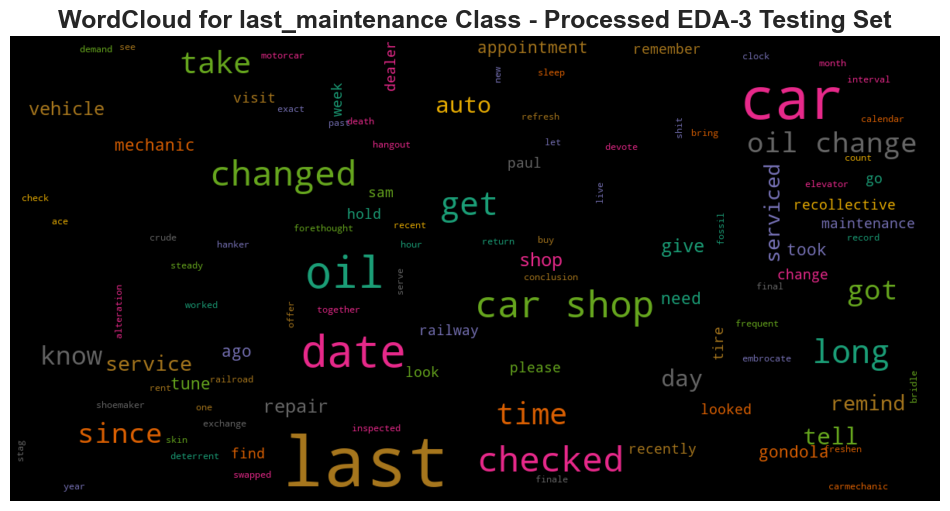 WordCloud for last_maintenance Class - Processed EDA-3 Testing Set
demand
see
motorcar
take
dealer
appointment
remember
clock
month
interval
vehicle
visit
exact
week
pass
death
auto
new
sleep
refresh
car
calendar
mechanic
hangout
let
devote
shit
bring
oil change
count
changed
paul
check
sam
live
get
serviced
elevator
go
recollective
ace
hold
forethought
recent
fossil
maintenance
crude
hanker
hour
return
buy
give
took
record
steady
oil
serve
shop
conclusion
change
final
need
got
alteration
worked
together
offer
car shop
frequent
railway
know
service
ago
date
tire
long
embrocate
look
please
day
bridle
rent
tune
railroad
shoemaker
one
repair
time
looked
remind
exchange
since
skin
inspected
tell
stag
deterrent
find
last
checked
recently
gondola
freshen
swapped
finale
year
carmechanic